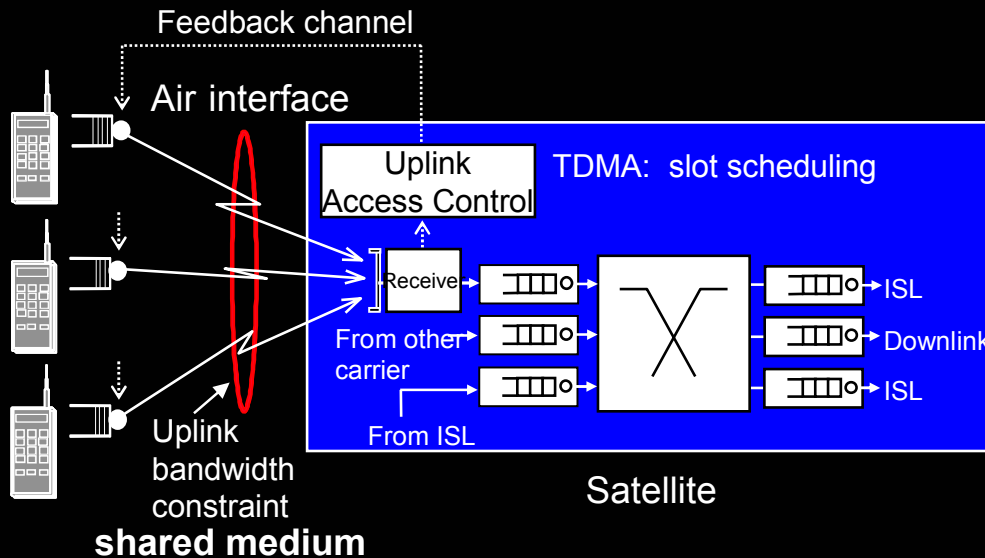 Feedback channel
Air interface
Uplink
Access Control
TDMA: slot scheduling
Receiver
ISL
From other
carrier
Downlink
ISL
From ISL
Uplink
bandwidth
constraint
Satellite
shared medium